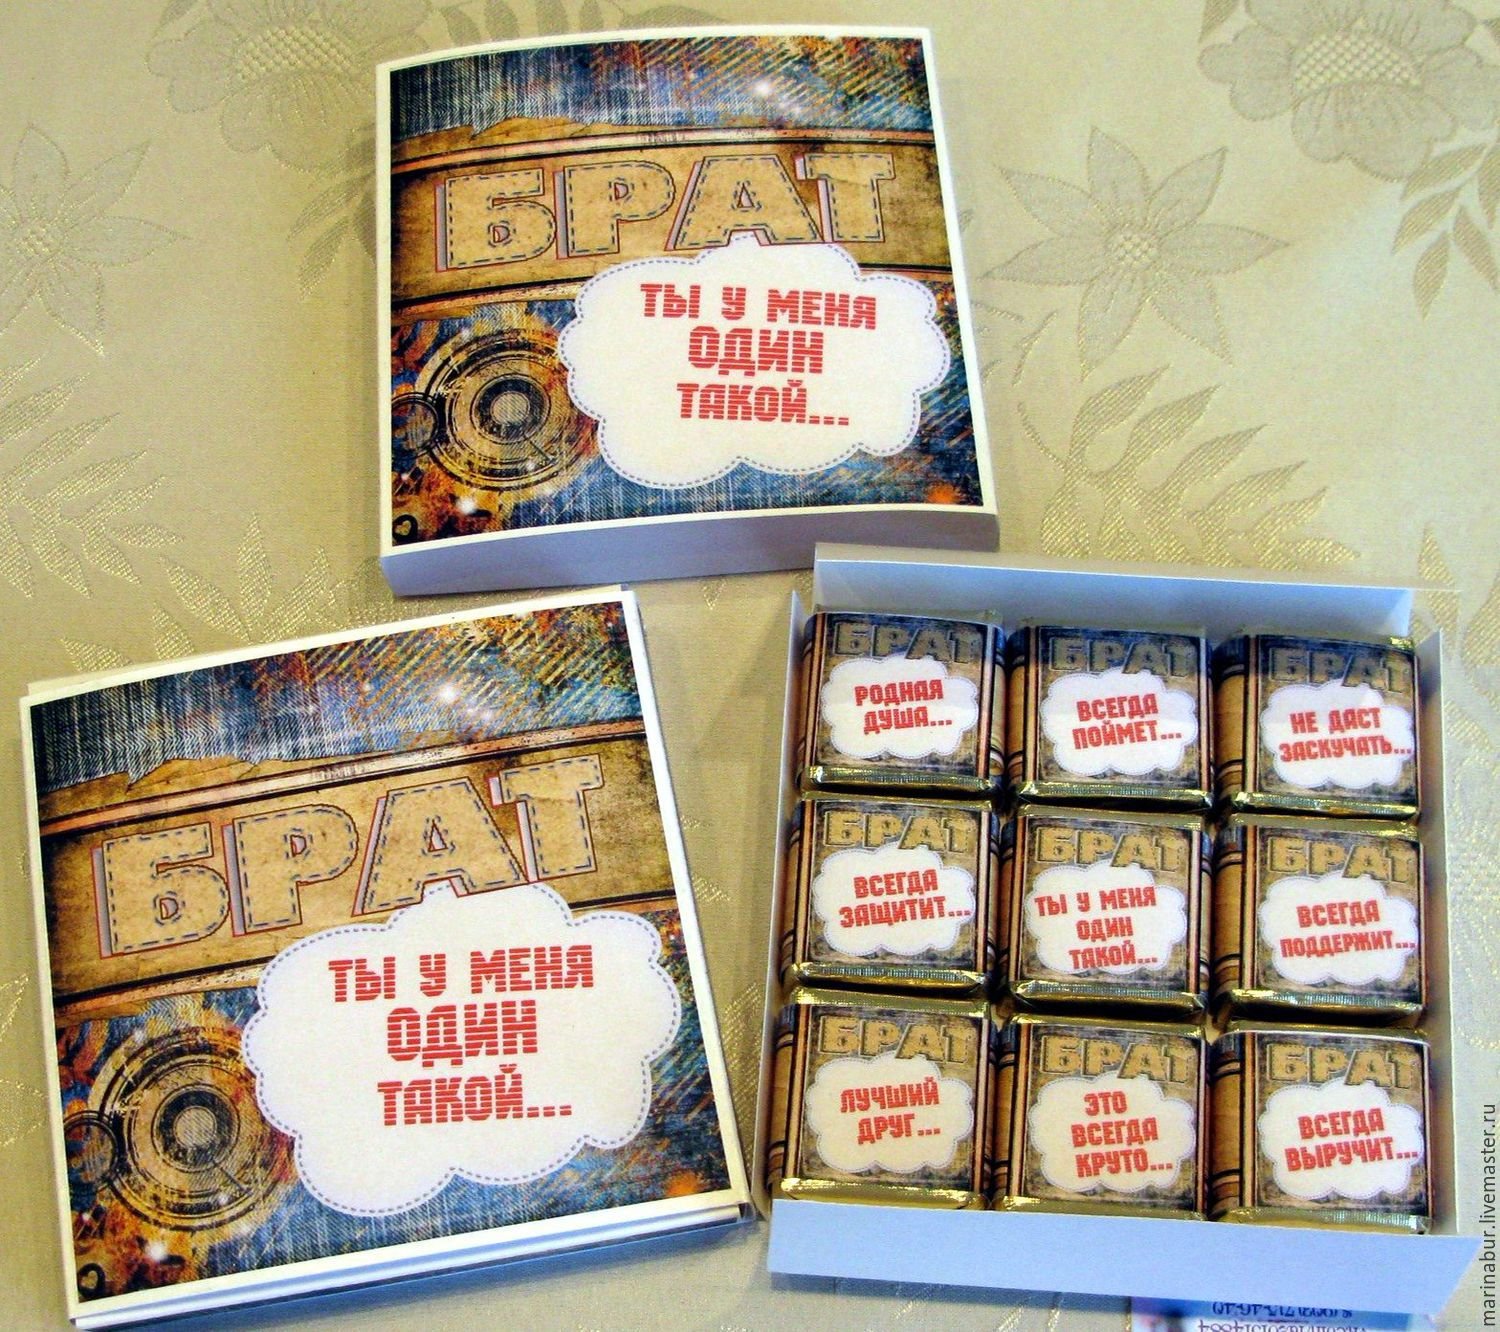 БРАТ
ТЫ У МЕНЯ
ОДИН
ТАКОЙ...
БРАТ
ТЫ У МЕНЯ
ОДИН
ТАКОЙ...
БРАТ
РОДНАЯ
ДУША...
БРАТ
ВСЕГДА
ПОЙМЕТ...
БРАТ
НЕ ДАСТ
ЗАСКУЧАТЬ...
БРАТ
ВСЕГДА
ЗАЩИТИТ...
БРАТ
ТЫ У МЕНЯ
ОДИН
ТАКОЙ...
БРАТ
ВСЕГДА
ПОДДЕРЖИТ...
БРАТ
ЛУЧШИЙ
ДРУГ...
БРАТ
ЭТО
ВСЕГДА
КРУТО...
БРАТ
ВСЕГДА
ВЫРУЧИТ...
marinabur.livemaster.ru